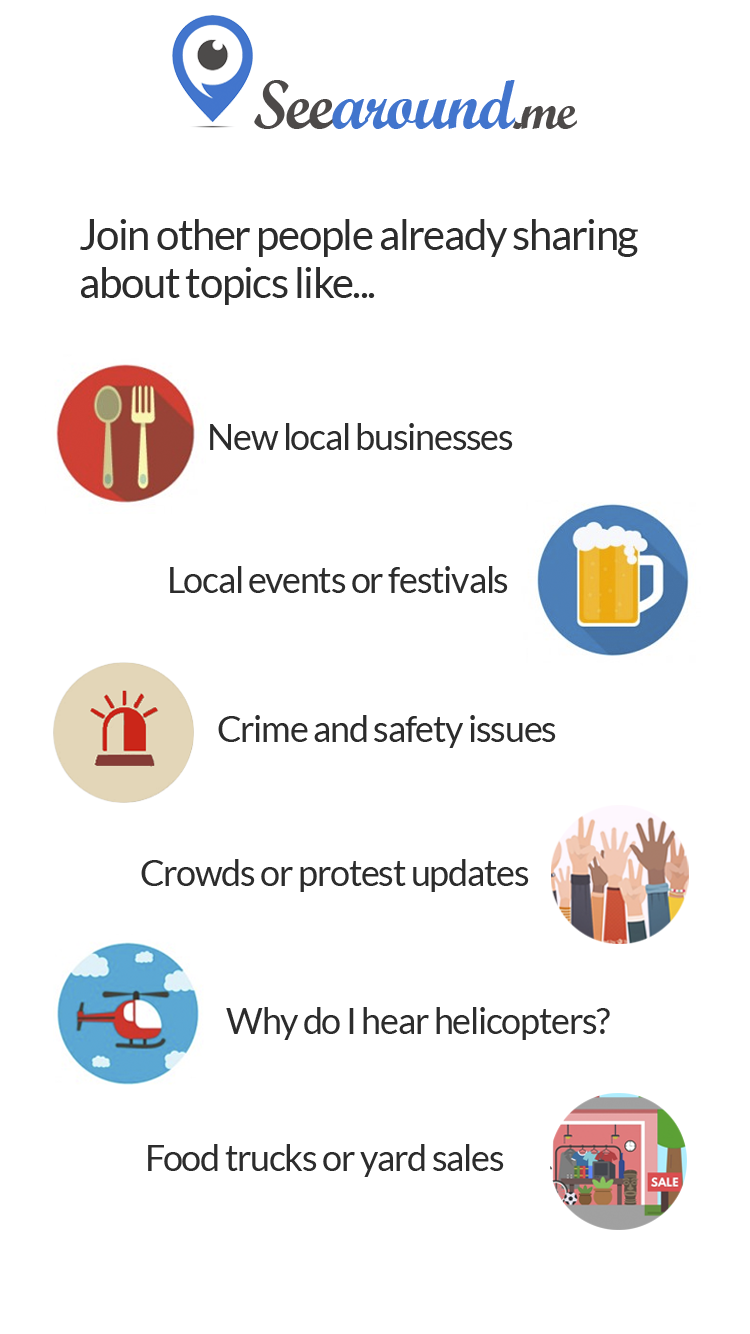 Seearound.me
Join other people already sharing
about topics like...
New local businesses
Local events or festivals
Crime and safety issues
Crowds or protest updates
Why do I hear helicopters?
Food trucks or yard sales
SALE